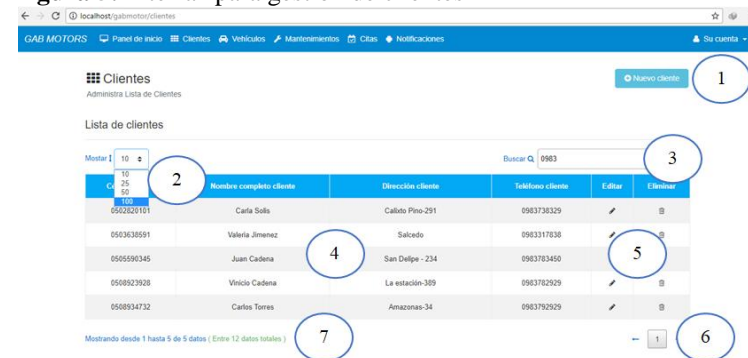 localhost/gabmotor/clientes
GAB MOTORS Panel de inicio Clientes Vehículos Mantenimientos Citas Notificaciones Su cuenta
Clientes
Nuevo cliente
1
Administra Lista de Clientes
Lista de clientes
Mostar 10
Buscar 0983
3
10
25
50
100
2
Nombre completo cliente Dirección cliente Teléfono cliente Editar Eliminar
0502820101 Carla Solis Calixto Pino-291 0983738329
0503638591 Valeria Jimenez Salcedo 0983317838
4
5
0505590345 Juan Cadena San Delipe - 234 0983783450
0508923928 Vinicio Cadena La estación-389 0983782929
0508934732 Carlos Torres Amazonas-34 0983792929
Mostrando desde 1 hasta 5 de 5 datos ( Entre 12 datos totales )
7
← 1
6